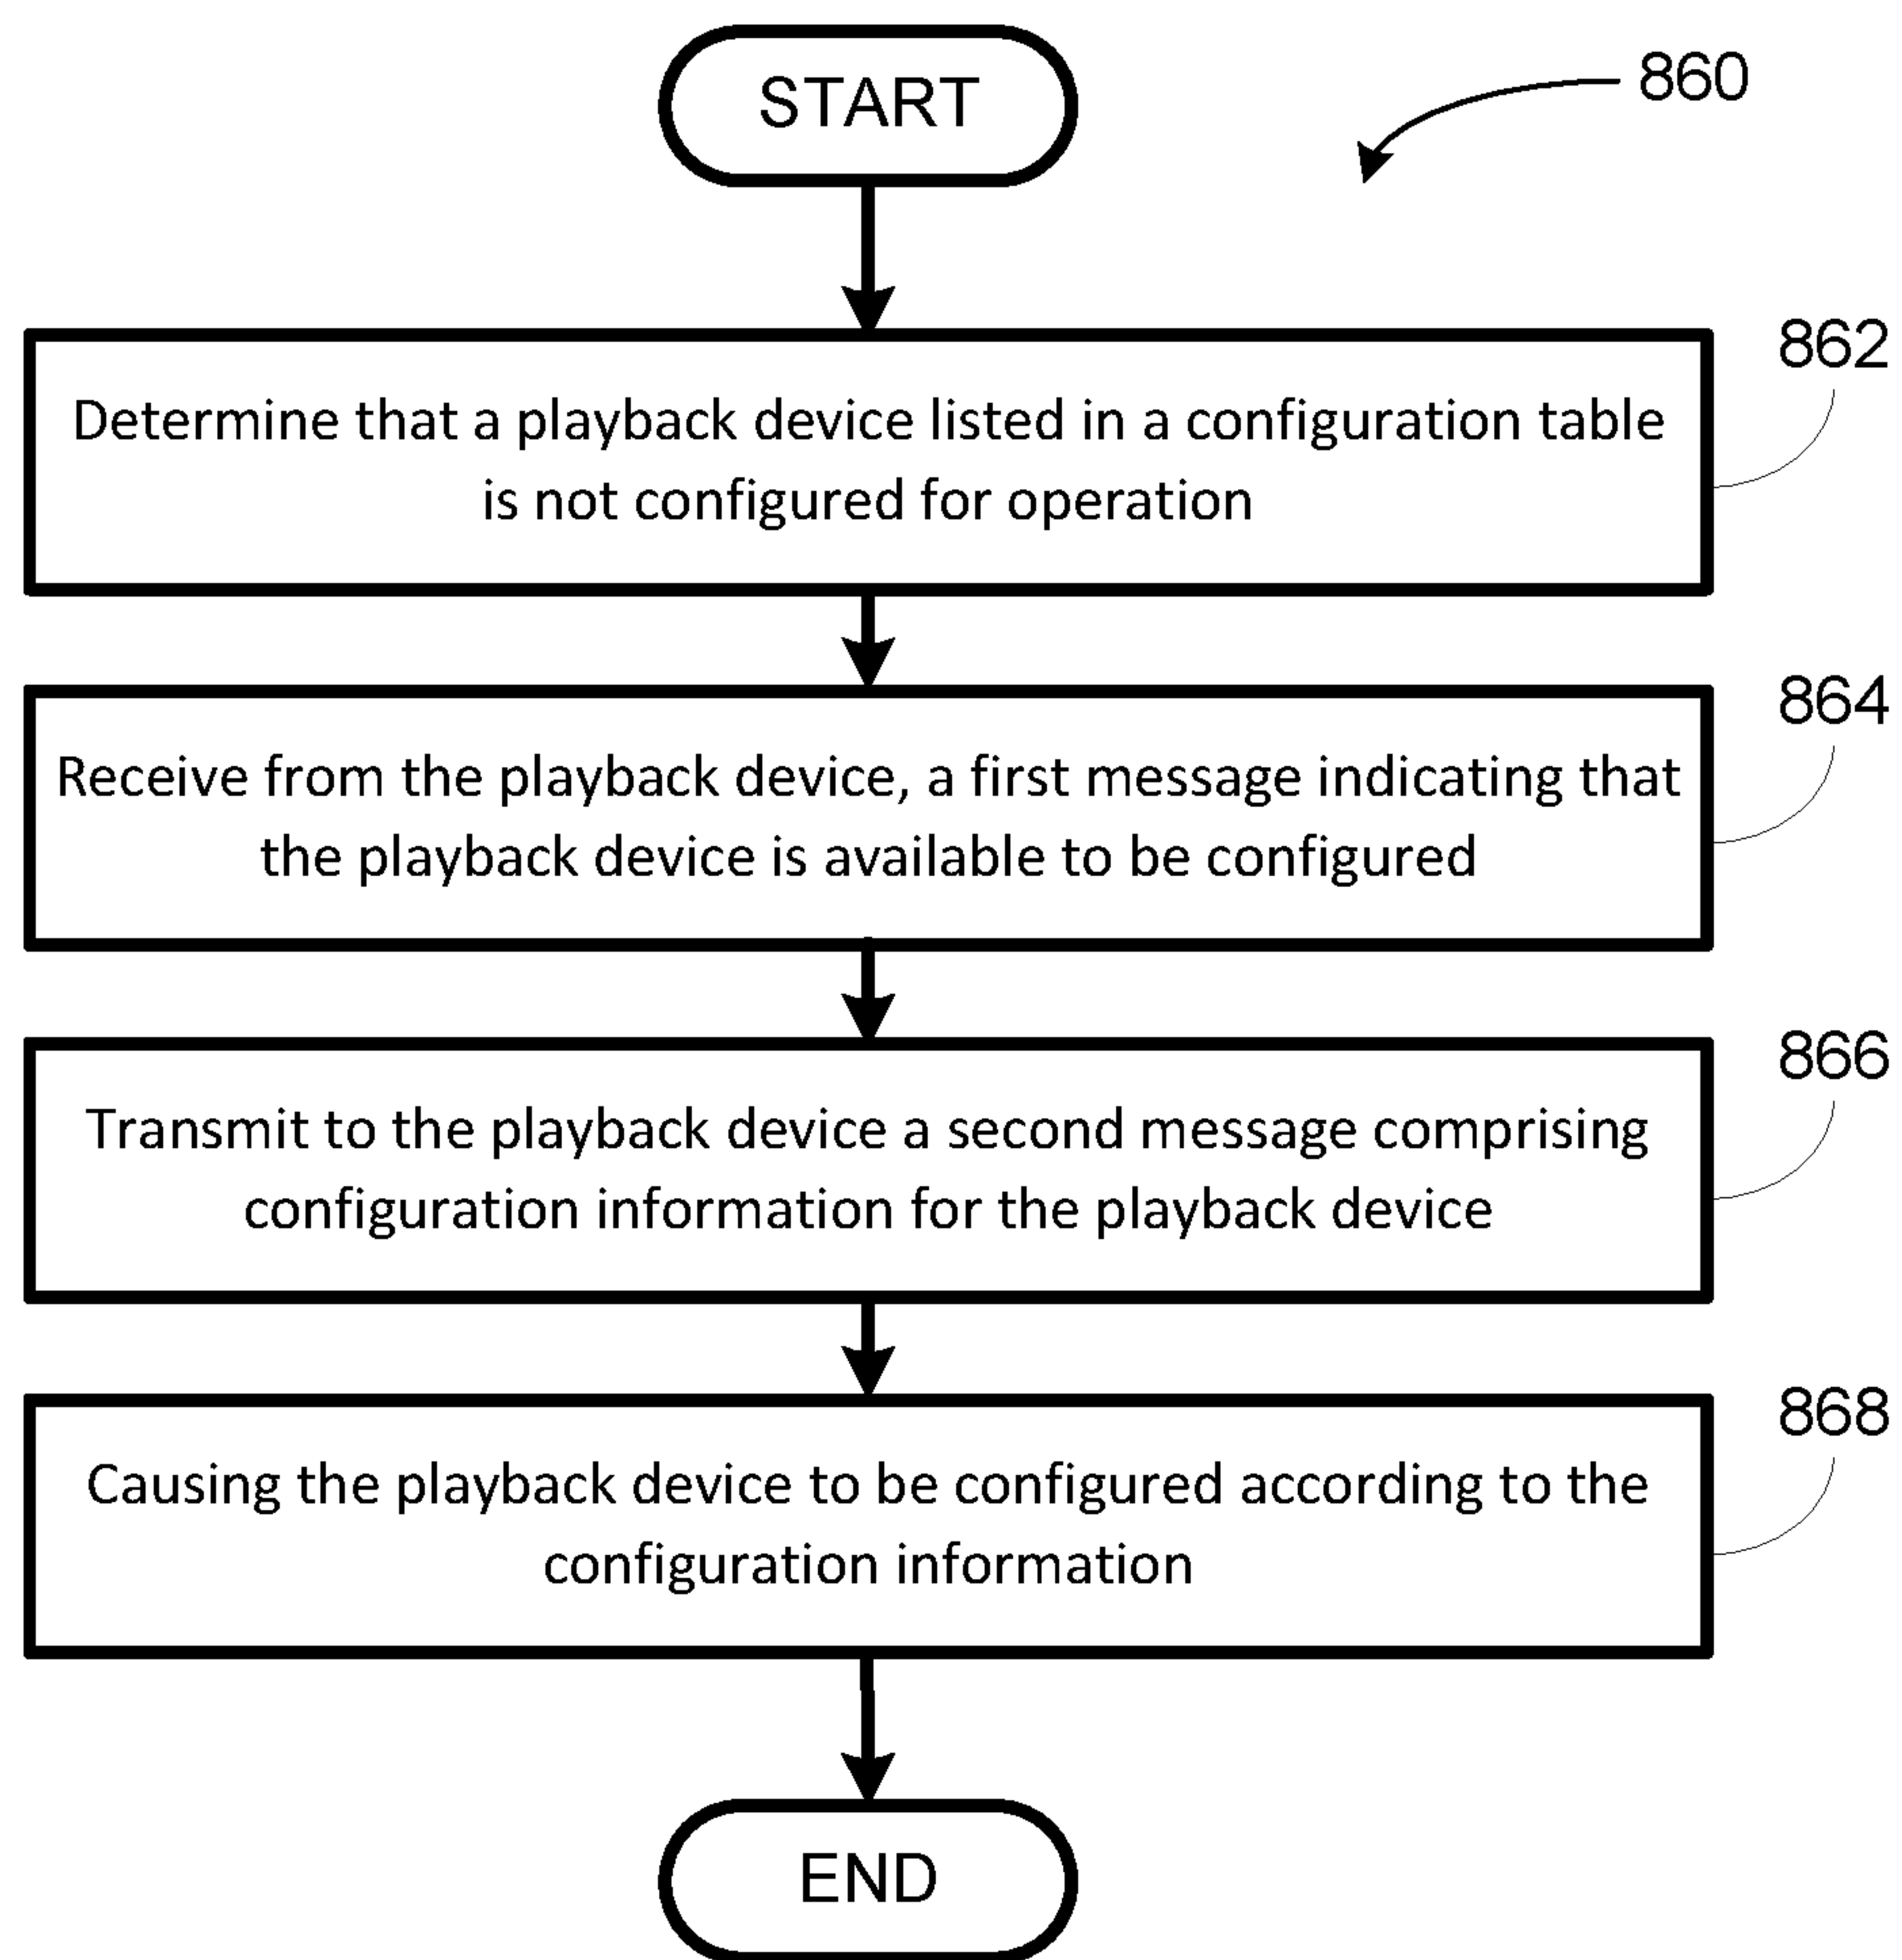 START
860
862
Determine that a playback device listed in a configuration table
is not configured for operation
864
Receive from the playback device, a first message indicating that
the playback device is available to be configured
866
Transmit to the playback device a second message comprising
configuration information for the playback device
868
Causing the playback device to be configured according to the
configuration information
END